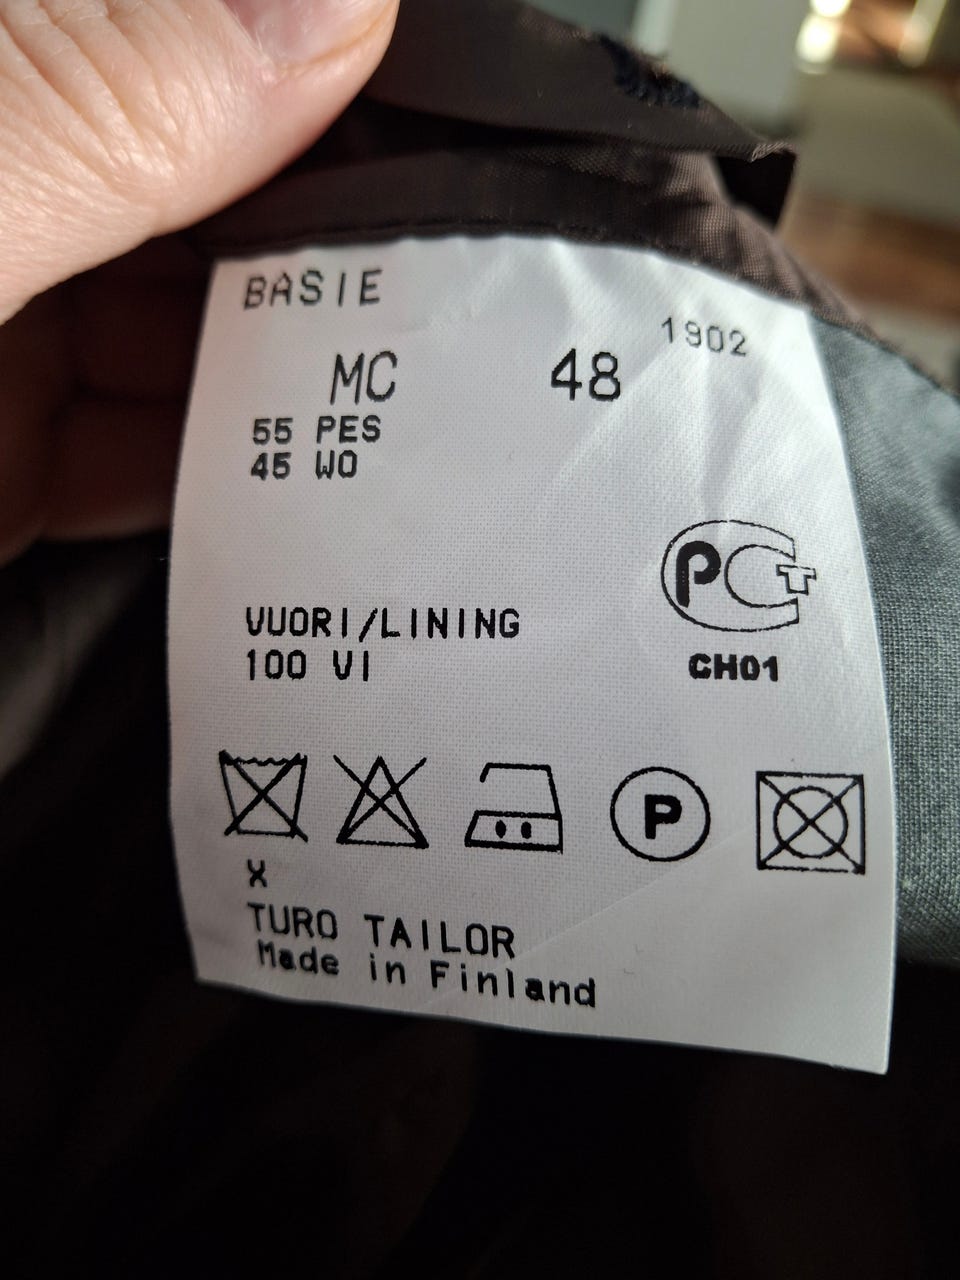 BASIE
1902
MC 48
55 PES
45 WO
PCT
CH01
VUORI/LINING
100 VI
P
X
TURO TAILOR
Made in Finland